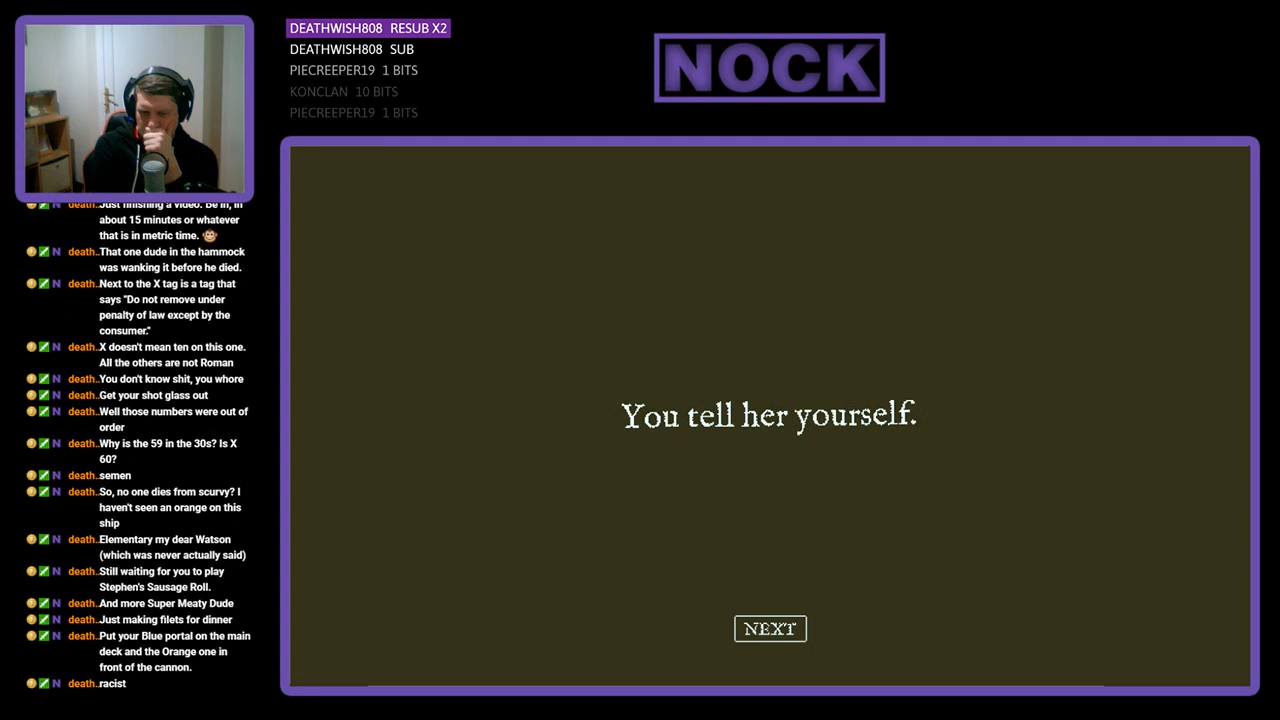 DEATHWISH808 RESUB X2
DEATHWISH808 SUB
PIECREEPER19 1 BITS
KONCLAN 10 BITS
PIECREEPER19 1 BITS
NOCK
death..Just finishing a video. Be in, in
about 15 minutes or whatever
that is in metric time. 🐵
N death..That one dude in the hammock
was wanking it before he died.
N death..Next to the X tag is a tag that
says "Do not remove under
penalty of law except by the
consumer."
N death..X doesn't mean ten on this one.
All the others are not Roman
N death..You don't know shit, you whore
N death..Get your shot glass out
N death..Well those numbers were out of
order
N death..Why is the 59 in the 30s? Is X
60?
N death..semen
N death..So, no one dies from scurvy? I
haven't seen an orange on this
ship
N death..Elementary my dear Watson
(which was never actually said)
N death..Still waiting for you to play
Stephen's Sausage Roll.
N death..And more Super Meaty Dude
N death..Just making filets for dinner
N death..Put your Blue portal on the main
deck and the Orange one in
front of the cannon.
N death..racist
You tell her yourself.
NEXT